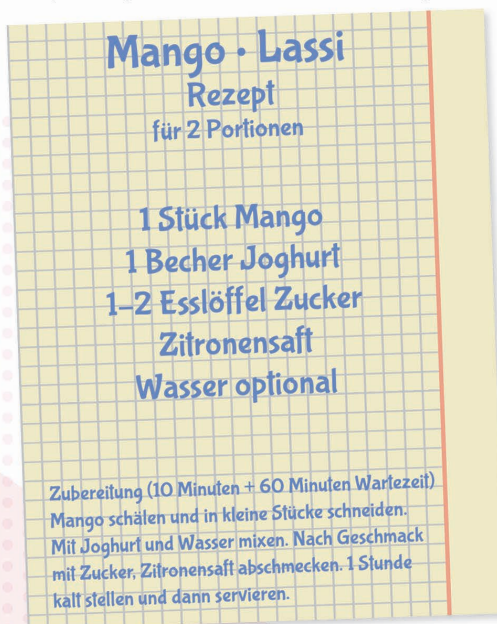 Mango • Lassi
Rezept
für 2 Portionen
1 Stück Mango
1 Becher Joghurt
1–2 Esslöffel Zucker
Zitronensaft
Wasser optional
Zubereitung (10 Minuten + 60 Minuten Wartezeit)
Mango schälen und in kleine Stücke schneiden.
Mit Joghurt und Wasser mixen. Nach Geschmack
mit Zucker, Zitronensaft abschmecken. 1 Stunde
kalt stellen und dann servieren.